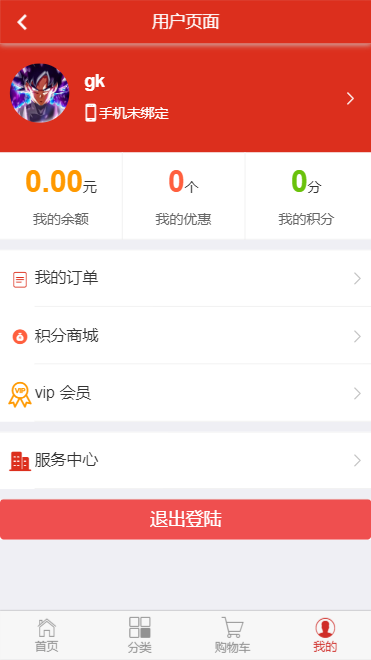 用户页面
gk
手机未绑定
0.00元 0个 0分
我的余额 我的优惠 我的积分
我的订单
积分商城
VIP
vip 会员
服务中心
退出登陆
首页 分类 购物车 我的